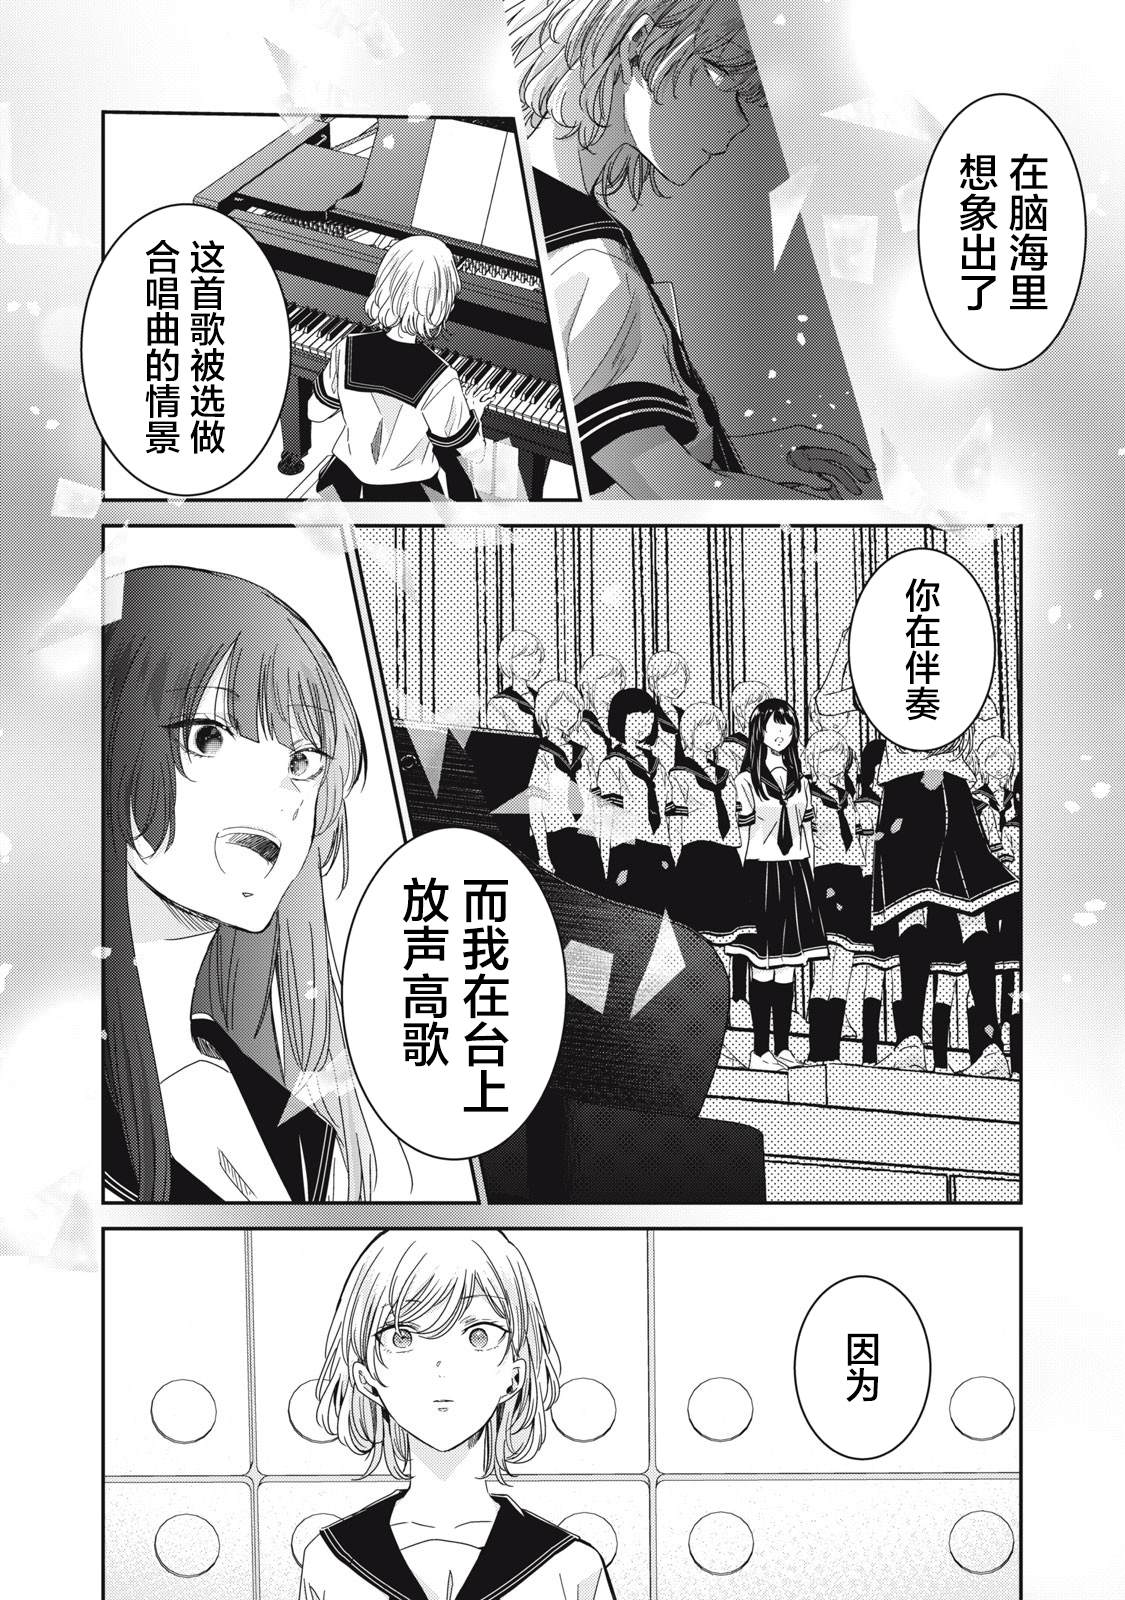 在脑海里
想象出了
这首歌被选做
合唱曲的情景
你在伴奏
而我在台上
放声高歌
因为